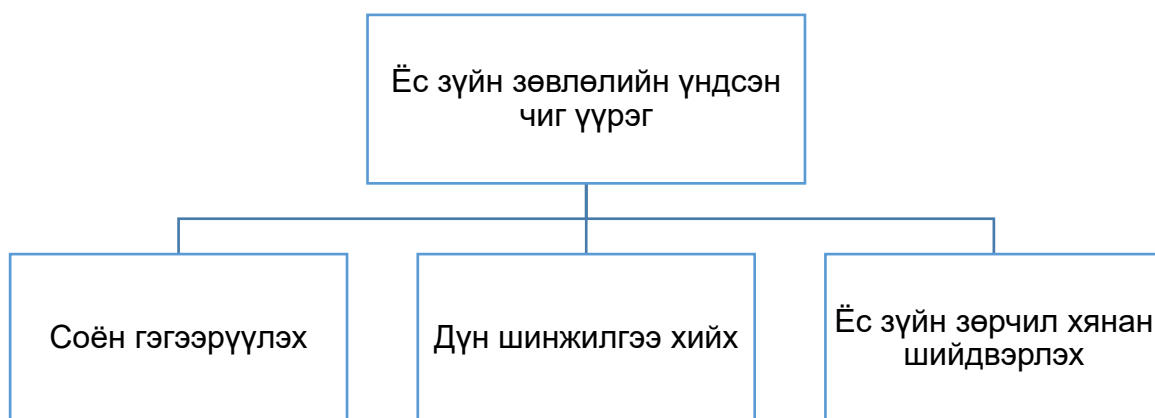 Ёс зүйн зөвлөлийн үндсэн
чиг үүрэг
Соён гэгээрүүлэх
Дүн шинжилгээ хийх
Ёс зүйн зөрчил хянан
шийдвэрлэх